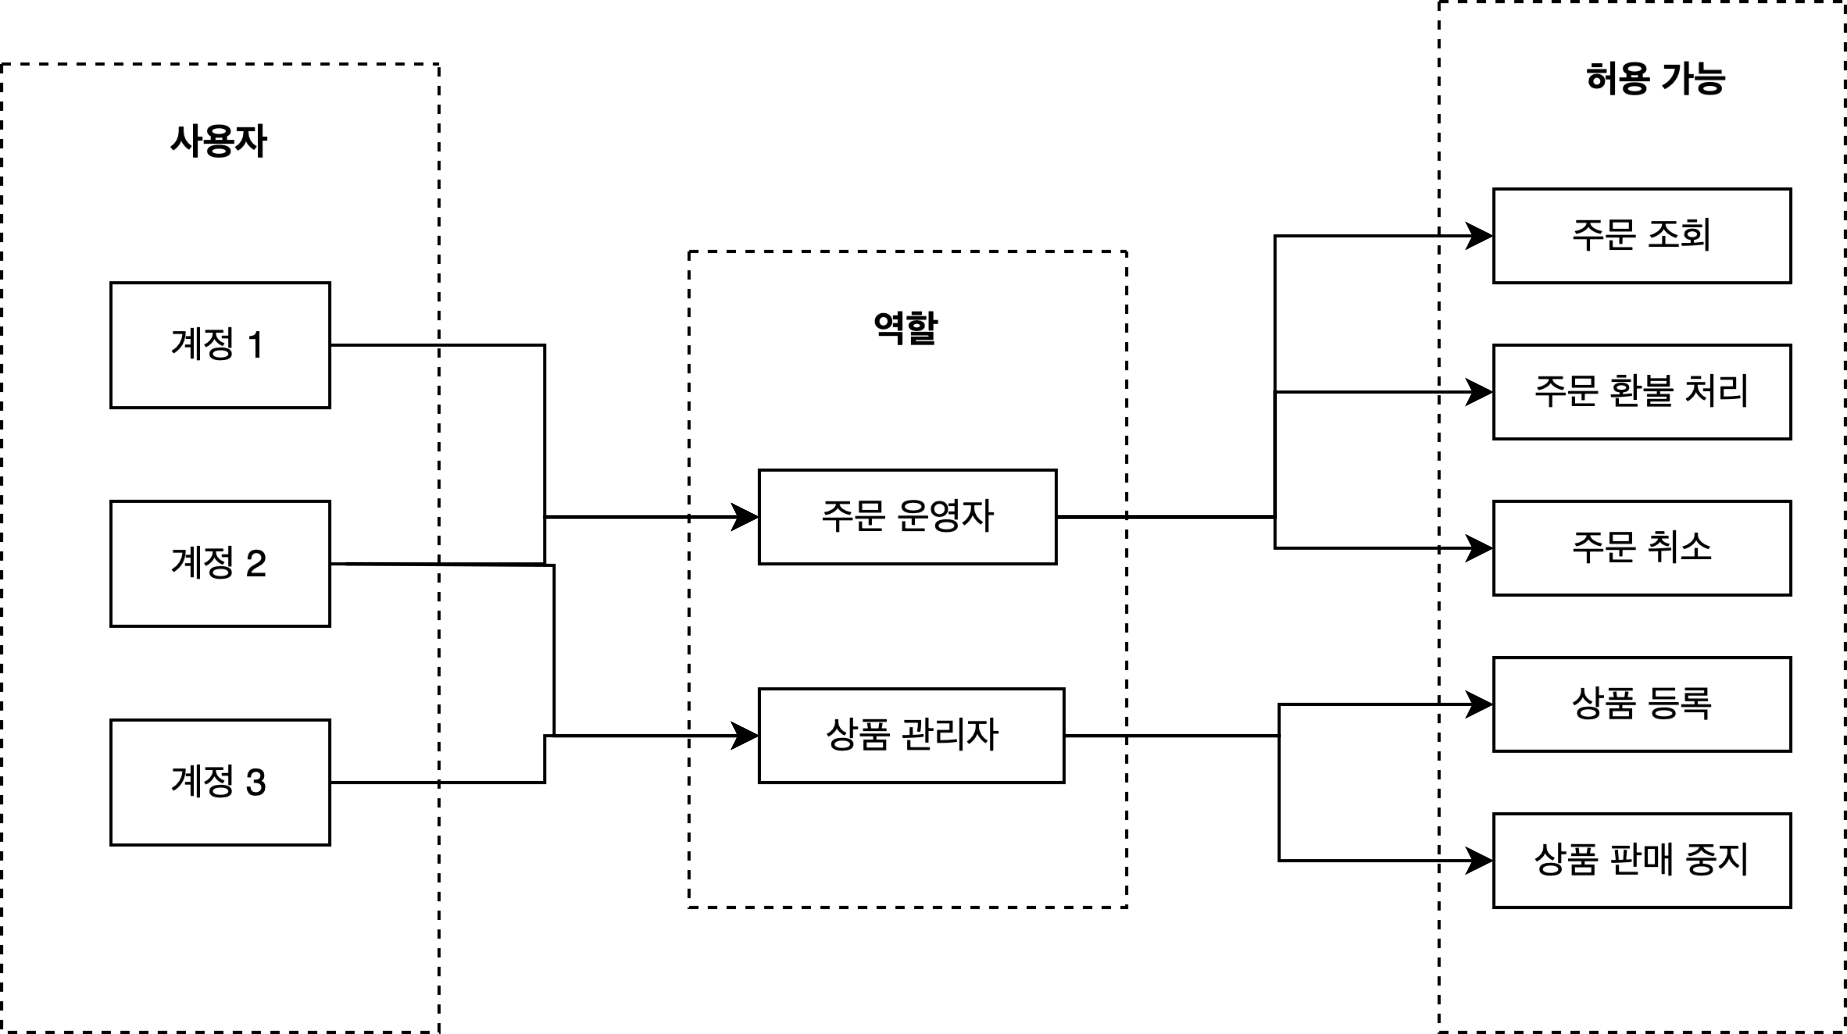 사용자
계정 1
계정 2
계정 3
역할
주문 운영자
상품 관리자
허용 가능
주문 조회
주문 환불 처리
주문 취소
상품 등록
상품 판매 중지